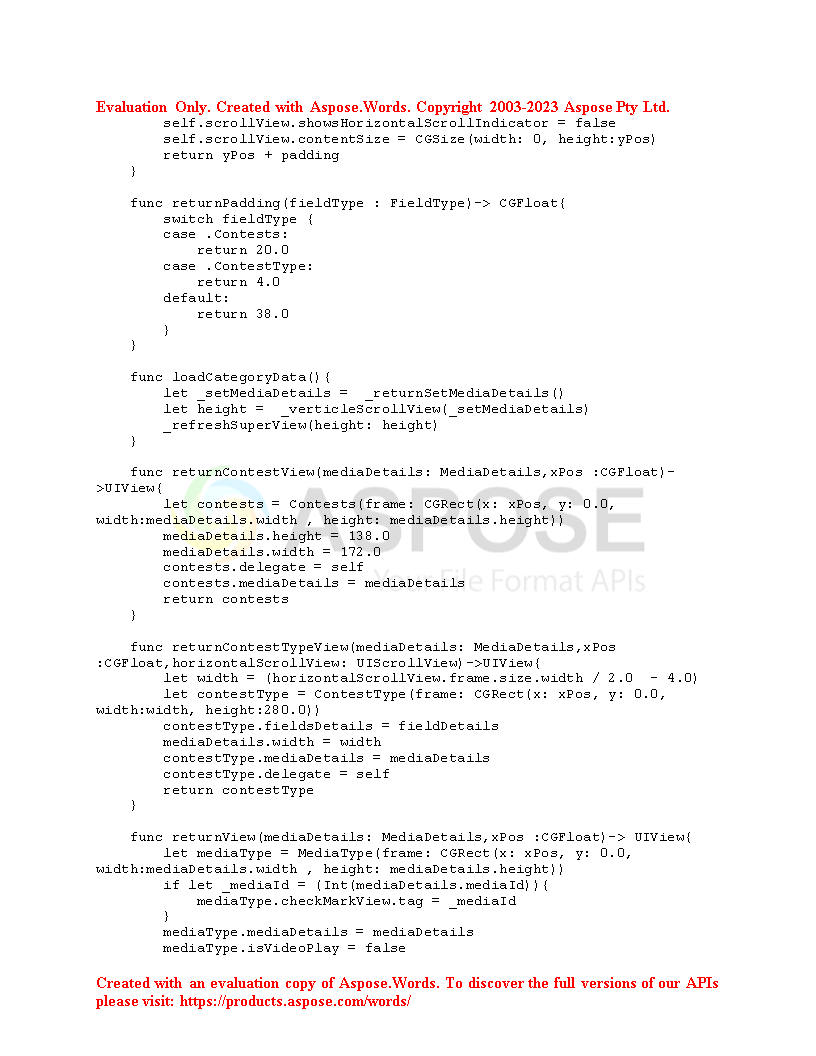 Evaluation Only. Created with Aspose.Words. Copyright 2003-2023 Aspose Pty Ltd.
        self.scrollView.showsHorizontalScrollIndicator = false
        self.scrollView.contentSize = CGSize(width: 0, height:yPos)
        return yPos + padding
    }

    func returnPadding(fieldType : FieldType)-> CGFloat{
        switch fieldType {
        case .Contests:
            return 20.0
        case .ContestType:
            return 4.0
        default:
            return 38.0
        }
    }

    func loadCategoryData(){
        let _setMediaDetails =  _returnSetMediaDetails()
        let height =  _verticleScrollView(_setMediaDetails)
        _refreshSuperView(height: height)
    }

    func returnContestView(mediaDetails: MediaDetails,xPos :CGFloat)-
>UIView{
        let contests = Contests(frame: CGRect(x: xPos, y: 0.0,
width:mediaDetails.width , height: mediaDetails.height))
        mediaDetails.height = 138.0
        mediaDetails.width = 172.0
        contests.delegate = self
        contests.mediaDetails = mediaDetails
        return contests
    }

    func returnContestTypeView(mediaDetails: MediaDetails,xPos
:CGFloat,horizontalScrollView: UIScrollView)->UIView{
        let width = (horizontalScrollView.frame.size.width / 2.0  - 4.0)
        let contestType = ContestType(frame: CGRect(x: xPos, y: 0.0,
width:width, height:280.0))
        contestType.fieldsDetails = fieldDetails
        mediaDetails.width = width
        contestType.mediaDetails = mediaDetails
        contestType.delegate = self
        return contestType
    }

    func returnView(mediaDetails: MediaDetails,xPos :CGFloat)-> UIView{
        let mediaType = MediaType(frame: CGRect(x: xPos, y: 0.0,
width:mediaDetails.width , height: mediaDetails.height))
        if let _mediaId = (Int(mediaDetails.mediaId)){
            mediaType.checkMarkView.tag = _mediaId
        }
        mediaType.mediaDetails = mediaDetails
        mediaType.isVideoPlay = false
ASPOSE
Your File Format APIs
Created with an evaluation copy of Aspose.Words. To discover the full versions of our APIs
please visit: https://products.aspose.com/words/